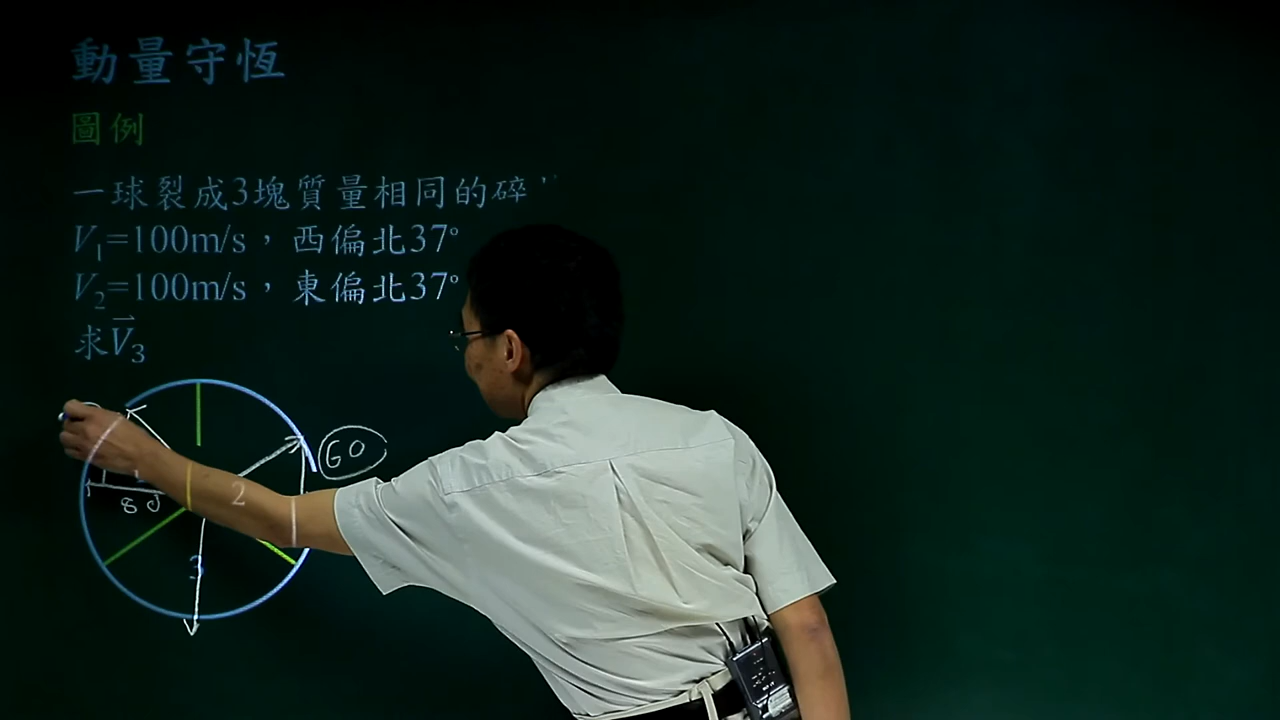 動量守恆
圖例
一球裂成3塊質量相同的碎
V₁=100m/s，西偏北37°
V₂=100m/s，東偏北37°
求V⃗₃
60
2
80
3